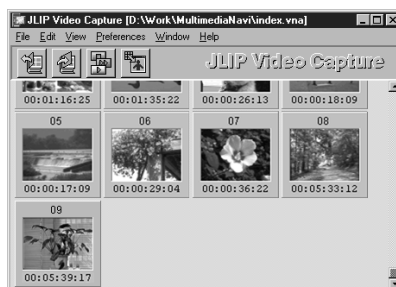 JLIP Video Capture [D:\Work\MultimediaNavi\index.vna]
File Edit View Preferences Window Help
JLIP Video Capture
00:01:16:25 00:01:35:22 00:00:26:13 00:00:18:09
05 06 07 08
00:00:17:09 00:00:29:04 00:00:36:22 00:05:33:12
09
00:05:39:17